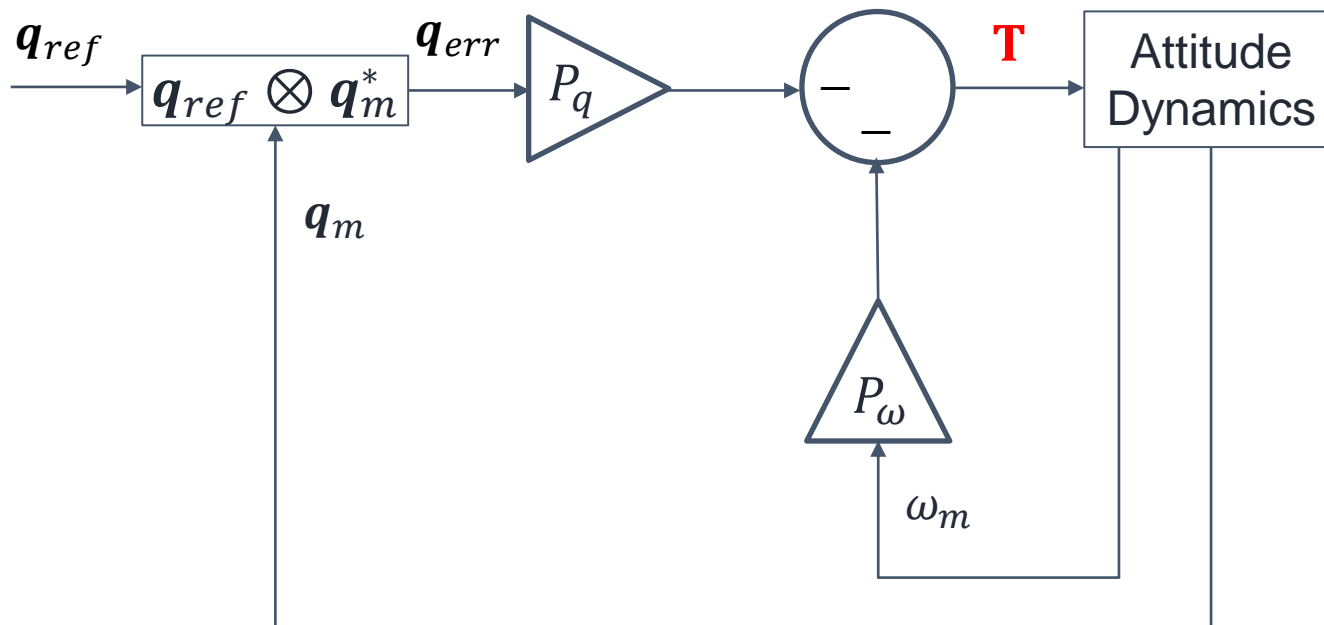 q_ref
q_err
T
Attitude
Dynamics
q_ref ⊗ q_m^*
P_q
−
−
q_m
P_ω
ω_m